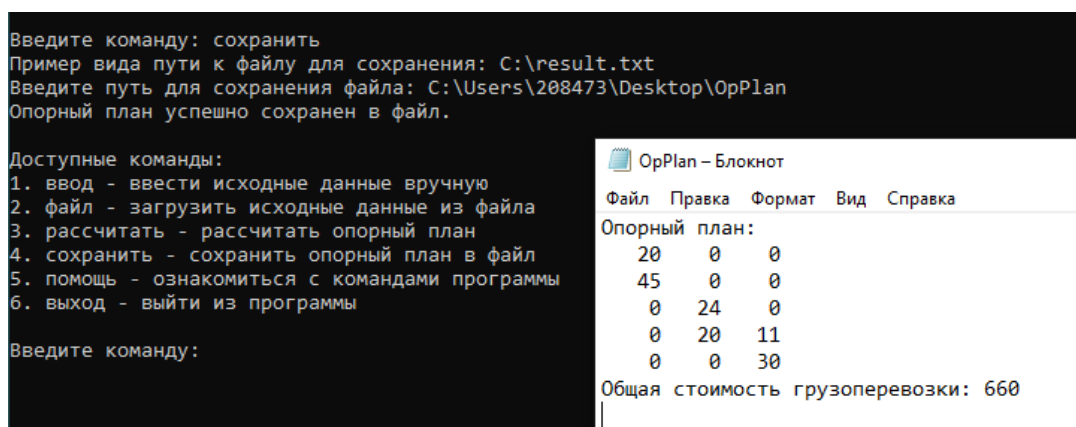 Введите команду: сохранить
Пример вида пути к файлу для сохранения: C:\result.txt
Введите путь для сохранения файла: C:\Users\208473\Desktop\OpPlan
Опорный план успешно сохранен в файл.
Доступные команды:
1. ввод - ввести исходные данные вручную
2. файл - загрузить исходные данные из файла
3. рассчитать - рассчитать опорный план
4. сохранить - сохранить опорный план в файл
5. помощь - ознакомиться с командами программы
6. выход - выйти из программы
Введите команду:
OpPlan – Блокнот
Файл Правка Формат Вид Справка
Опорный план:
20 0 0
45 0 0
0 24 0
0 20 11
0 0 30
Общая стоимость грузоперевозки: 660